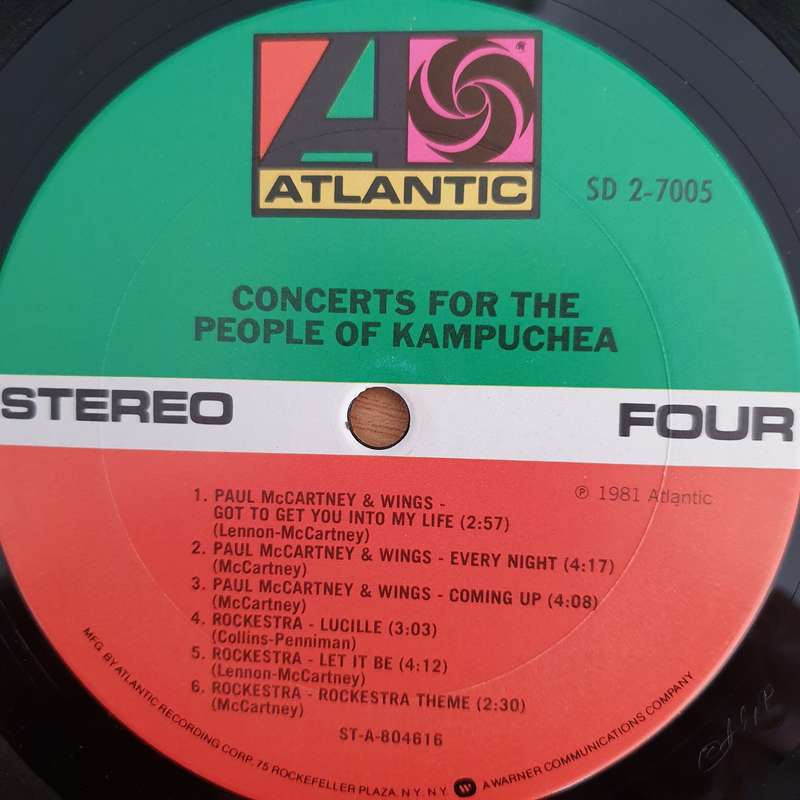 ATLANTIC
SD 2-7005
CONCERTS FOR THE
PEOPLE OF KAMPUCHEA
STEREO
FOUR
℗ 1981 Atlantic
1. PAUL McCARTNEY & WINGS -
GOT TO GET YOU INTO MY LIFE (2:57)
(Lennon-McCartney)
2. PAUL McCARTNEY & WINGS - EVERY NIGHT (4:17)
(McCartney)
3. PAUL McCARTNEY & WINGS - COMING UP (4:08)
(McCartney)
4. ROCKESTRA - LUCILLE (3:03)
(Collins-Penniman)
5. ROCKESTRA - LET IT BE (4:12)
(Lennon-McCartney)
6. ROCKESTRA - ROCKESTRA THEME (2:30)
(McCartney)
ST-A-804616
MFG. BY ATLANTIC RECORDING CORP. 75 ROCKEFELLER PLAZA, N.Y. N.Y. A WARNER COMMUNICATIONS COMPANY